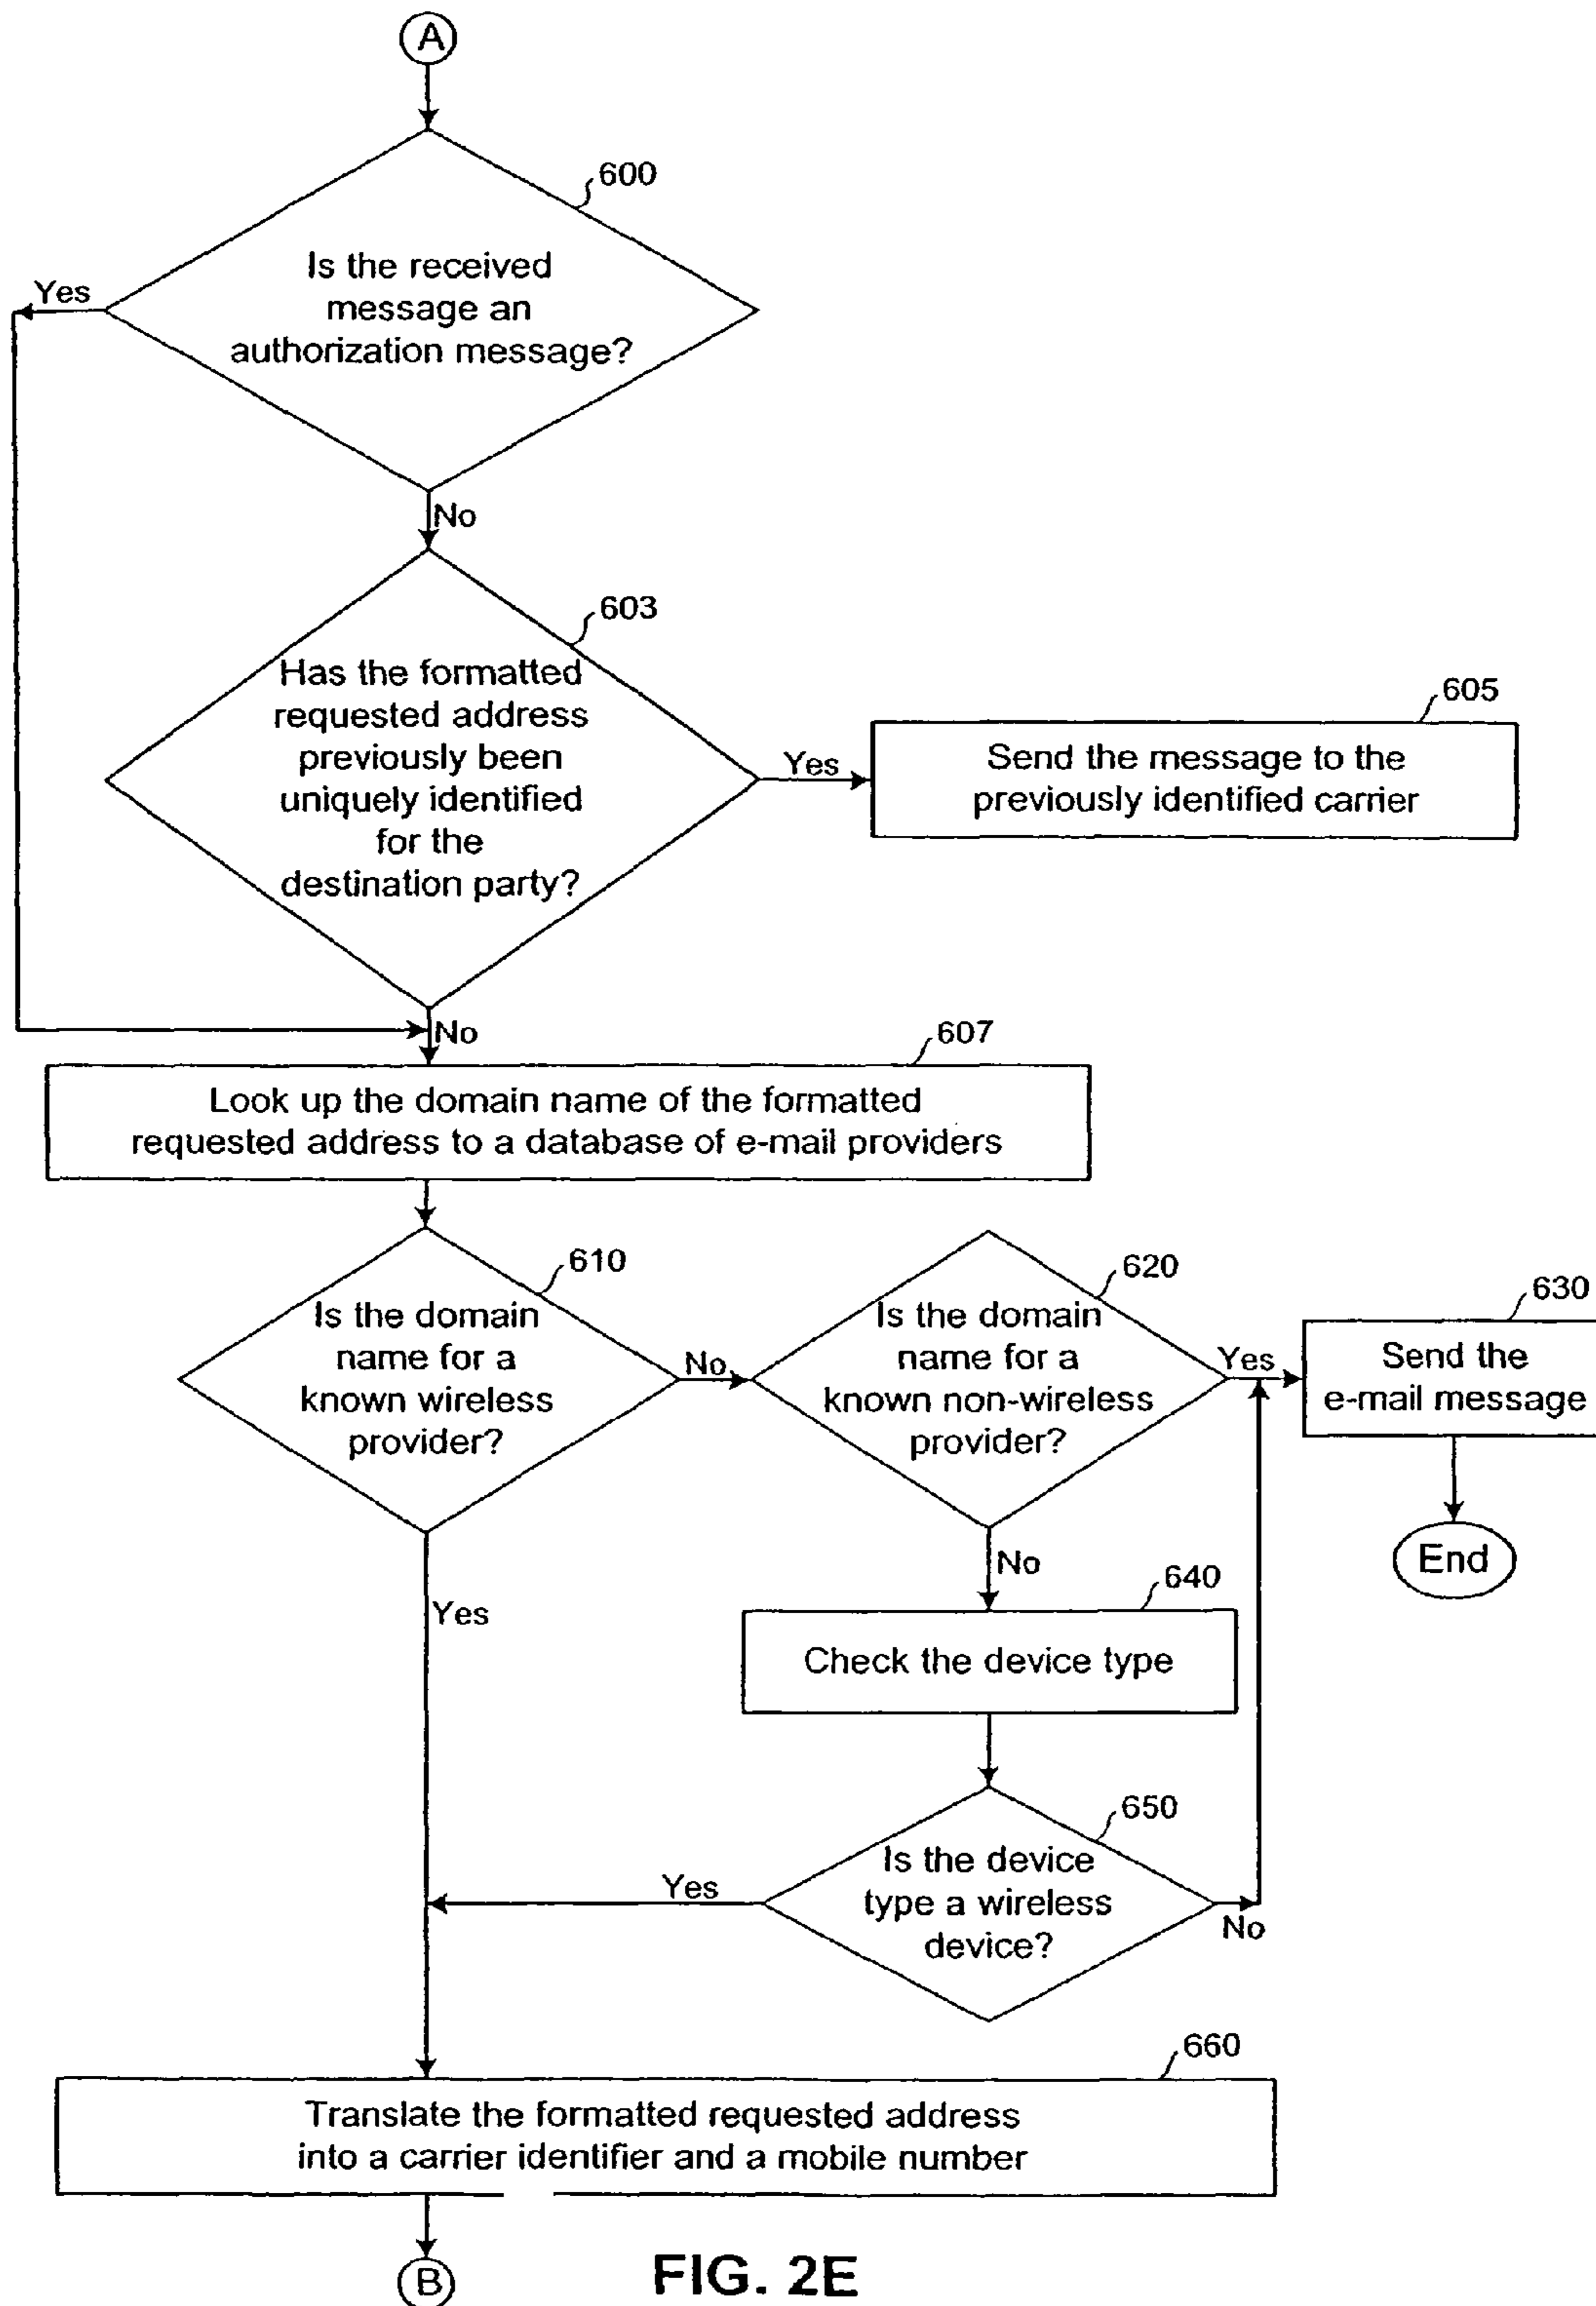 A
600
Is the received
message an
authorization message?
Yes
No
603
Has the formatted
requested address
previously been
uniquely identified
for the
destination party?
Yes
605
Send the message to the
previously identified carrier
No
607
Look up the domain name of the formatted
requested address to a database of e-mail providers
610
Is the domain
name for a
known wireless
provider?
No
620
Is the domain
name for a
known non-wireless
provider?
Yes
630
Send the
e-mail message
End
No
Yes
640
Check the device type
650
Is the device
type a wireless
device?
Yes
No
660
Translate the formatted requested address
into a carrier identifier and a mobile number
B
FIG. 2E